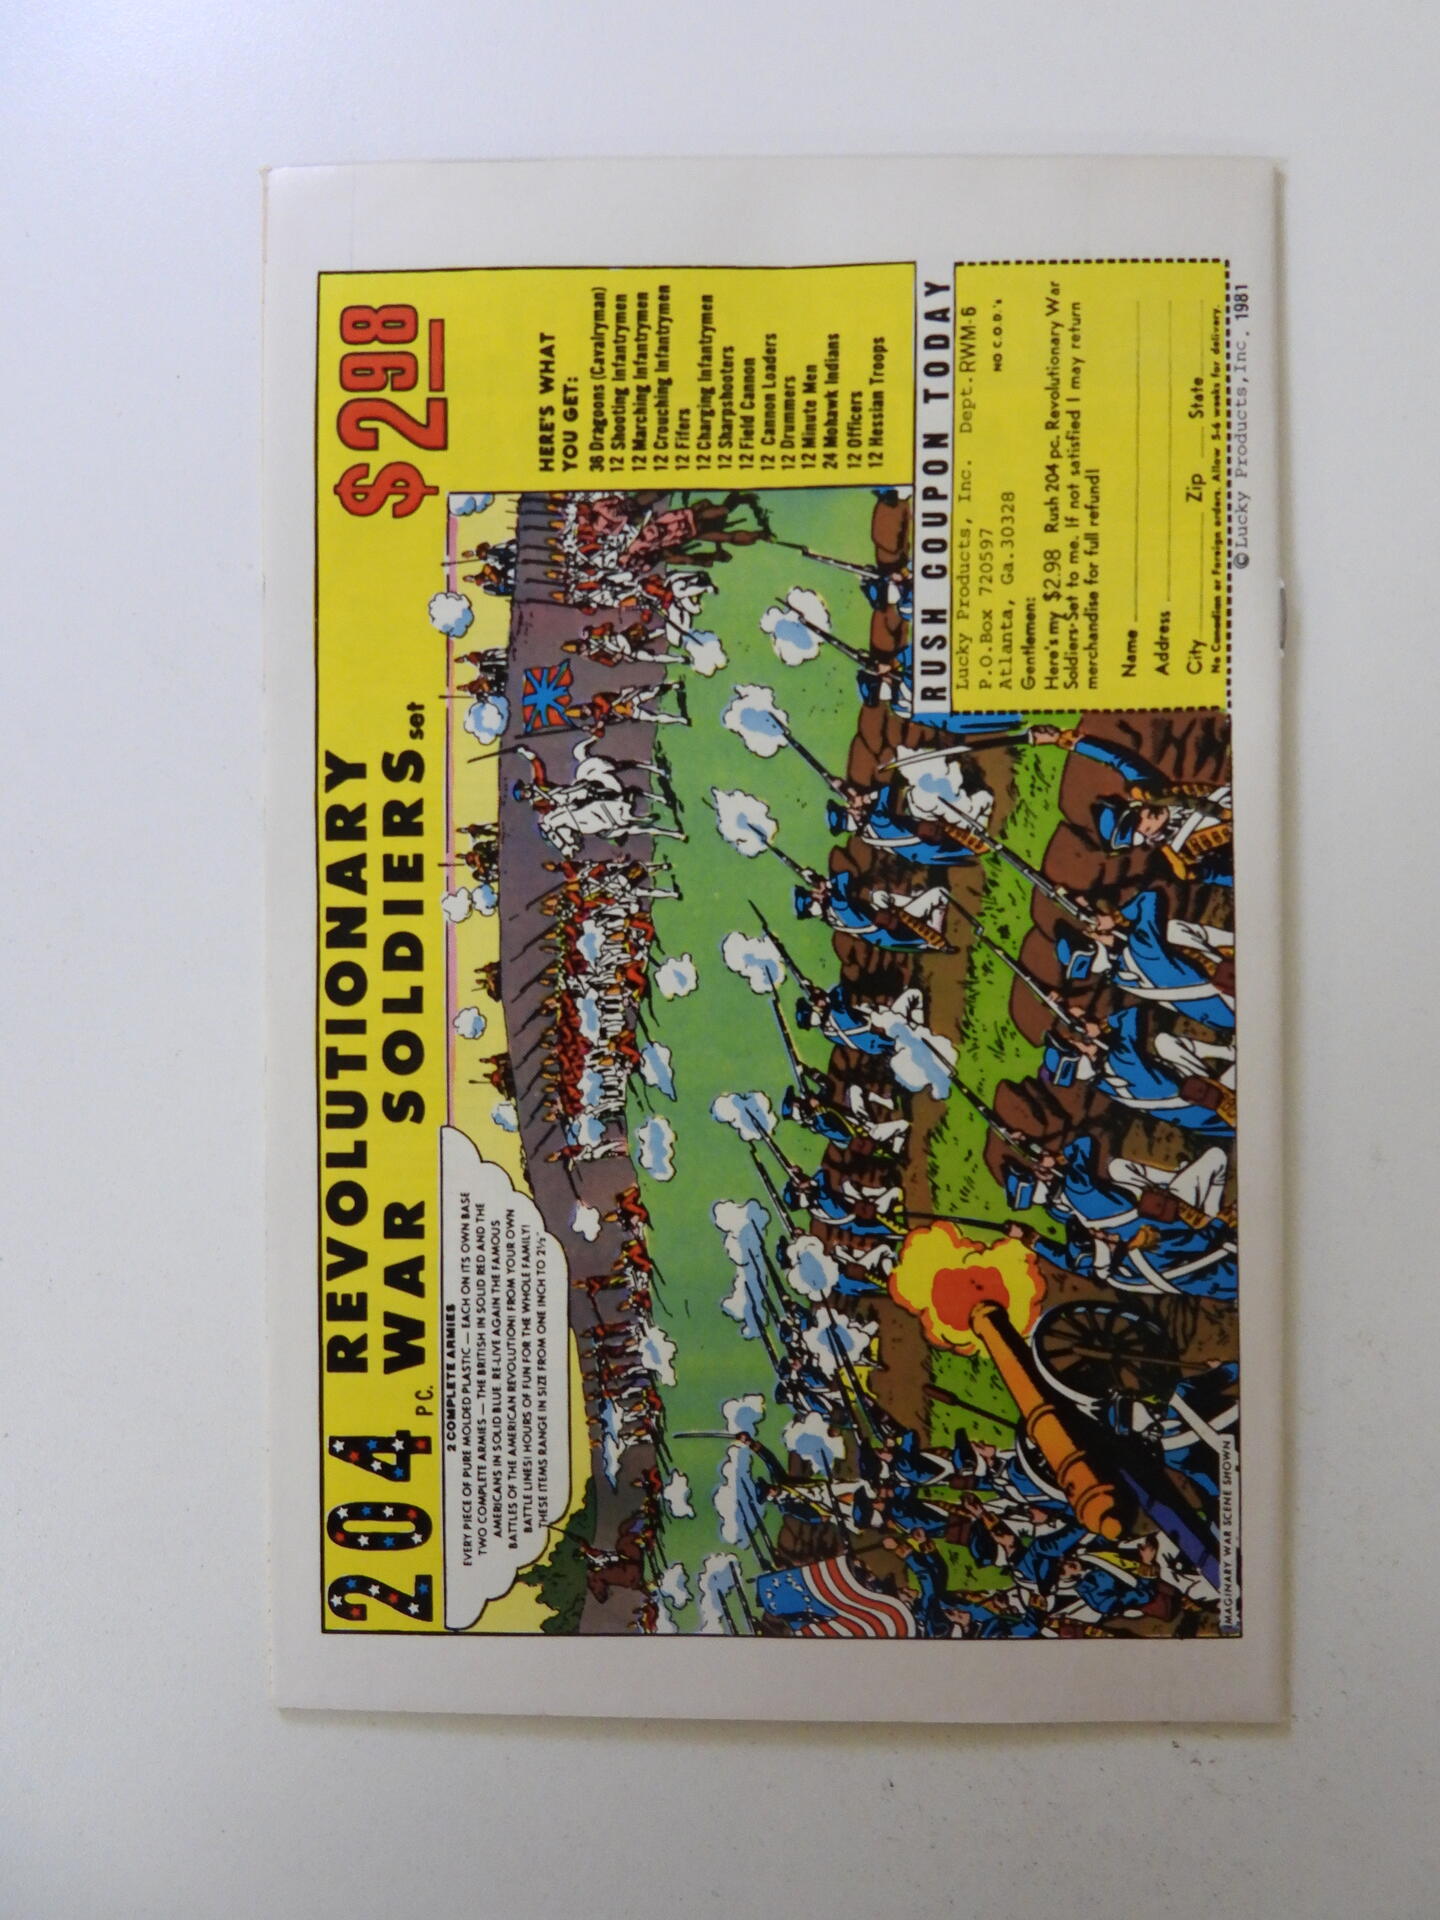 204 PC. REVOLUTIONARY
WAR SOLDIERS set
$298
2 COMPLETE ARMIES
EVERY PIECE OF PURE MOLDED PLASTIC — EACH ON ITS OWN BASE
TWO COMPLETE ARMIES — THE BRITISH IN SOLID RED AND THE
AMERICANS IN SOLID BLUE. RE-LIVE AGAIN THE FAMOUS
BATTLES OF THE AMERICAN REVOLUTION! FROM YOUR OWN
BATTLE LINES! HOURS OF FUN FOR THE WHOLE FAMILY!
THESE ITEMS RANGE IN SIZE FROM ONE INCH TO 2½"
HERE'S WHAT
YOU GET:
36 Dragoons (Cavalryman)
12 Shooting Infantrymen
12 Marching Infantrymen
12 Crouching Infantrymen
12 Fifers
12 Charging Infantrymen
12 Sharpshooters
12 Field Cannon
12 Cannon Loaders
12 Drummers
12 Minute Men
24 Mohawk Indians
12 Officers
12 Hessian Troops
RUSH COUPON TODAY
Lucky Products, Inc. Dept.RWM-6
P.O.Box 720597 NO C.O.D.'s
Atlanta, Ga.30328
Gentlemen:
Here's my $2.98 Rush 204 pc. Revolutionary War
Soldiers Set to me. If not satisfied I may return
merchandise for full refund!
Name
Address
City Zip State
No Canadian or Foreign orders. Allow 5-6 weeks for delivery.
IMAGINARY WAR SCENE SHOWN
© Lucky Products, Inc. 1981